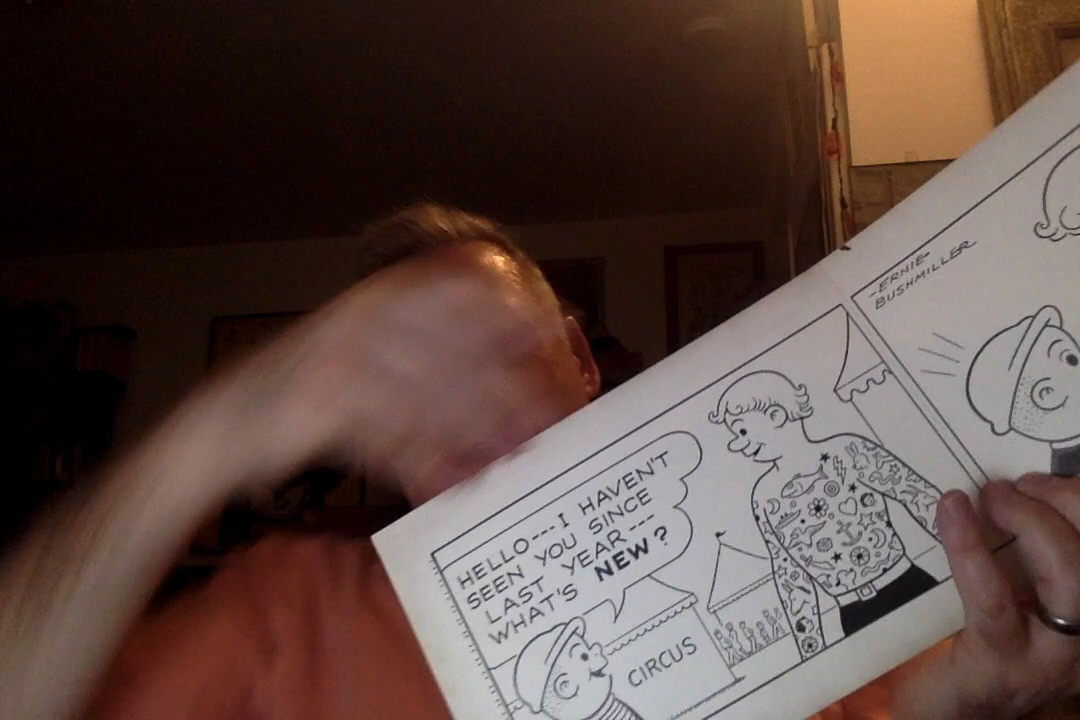 HELLO---I HAVEN'T
SEEN YOU SINCE
LAST YEAR---
WHAT'S NEW?
CIRCUS
-ERNIE-
BUSHMILLER